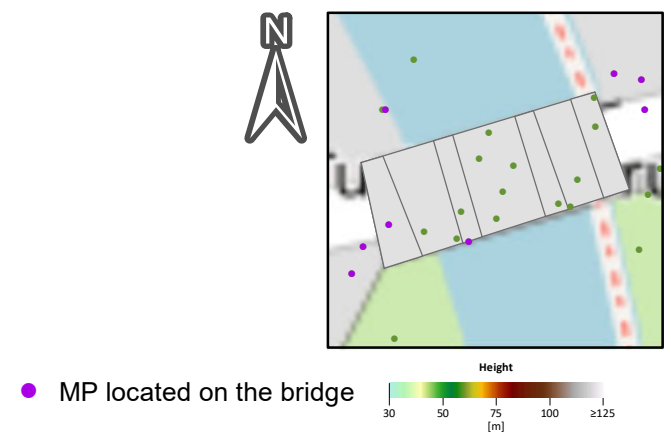 N
MP located on the bridge
Height
30 50 75 100 ≥125
[m]